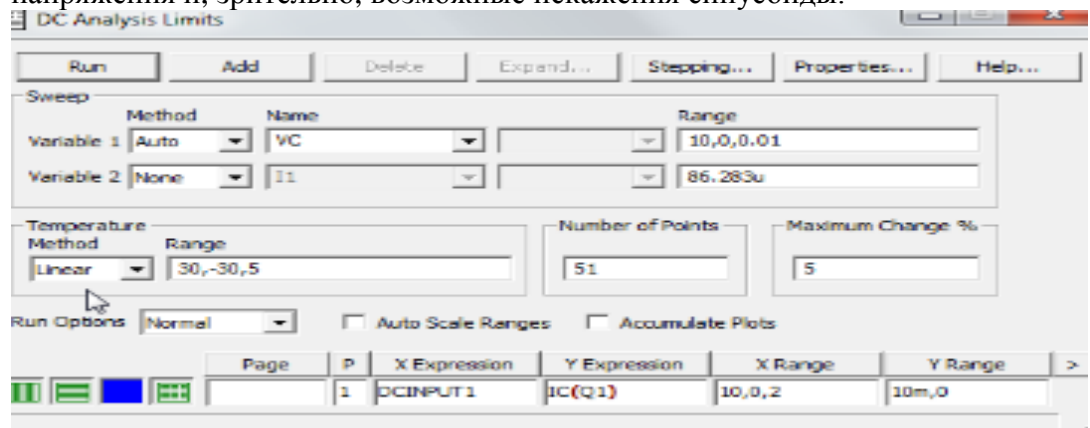 напряжения и, зрительно, возможные искажения синусоиды.
DC Analysis Limits
Run Add Delete Expand... Stepping... Properties... Help...
Sweep
Method Name Range
Variable 1 Auto VC 10,0,0.01
Variable 2 None I1 86.283u
Temperature Number of Points Maximum Change %
Method Range
Linear 30,-30,5 51 5
Run Options Normal Auto Scale Ranges Accumulate Plots
Page P X Expression Y Expression X Range Y Range >
1 DCINPUT1 IC(Q1) 10,0,2 10m,0